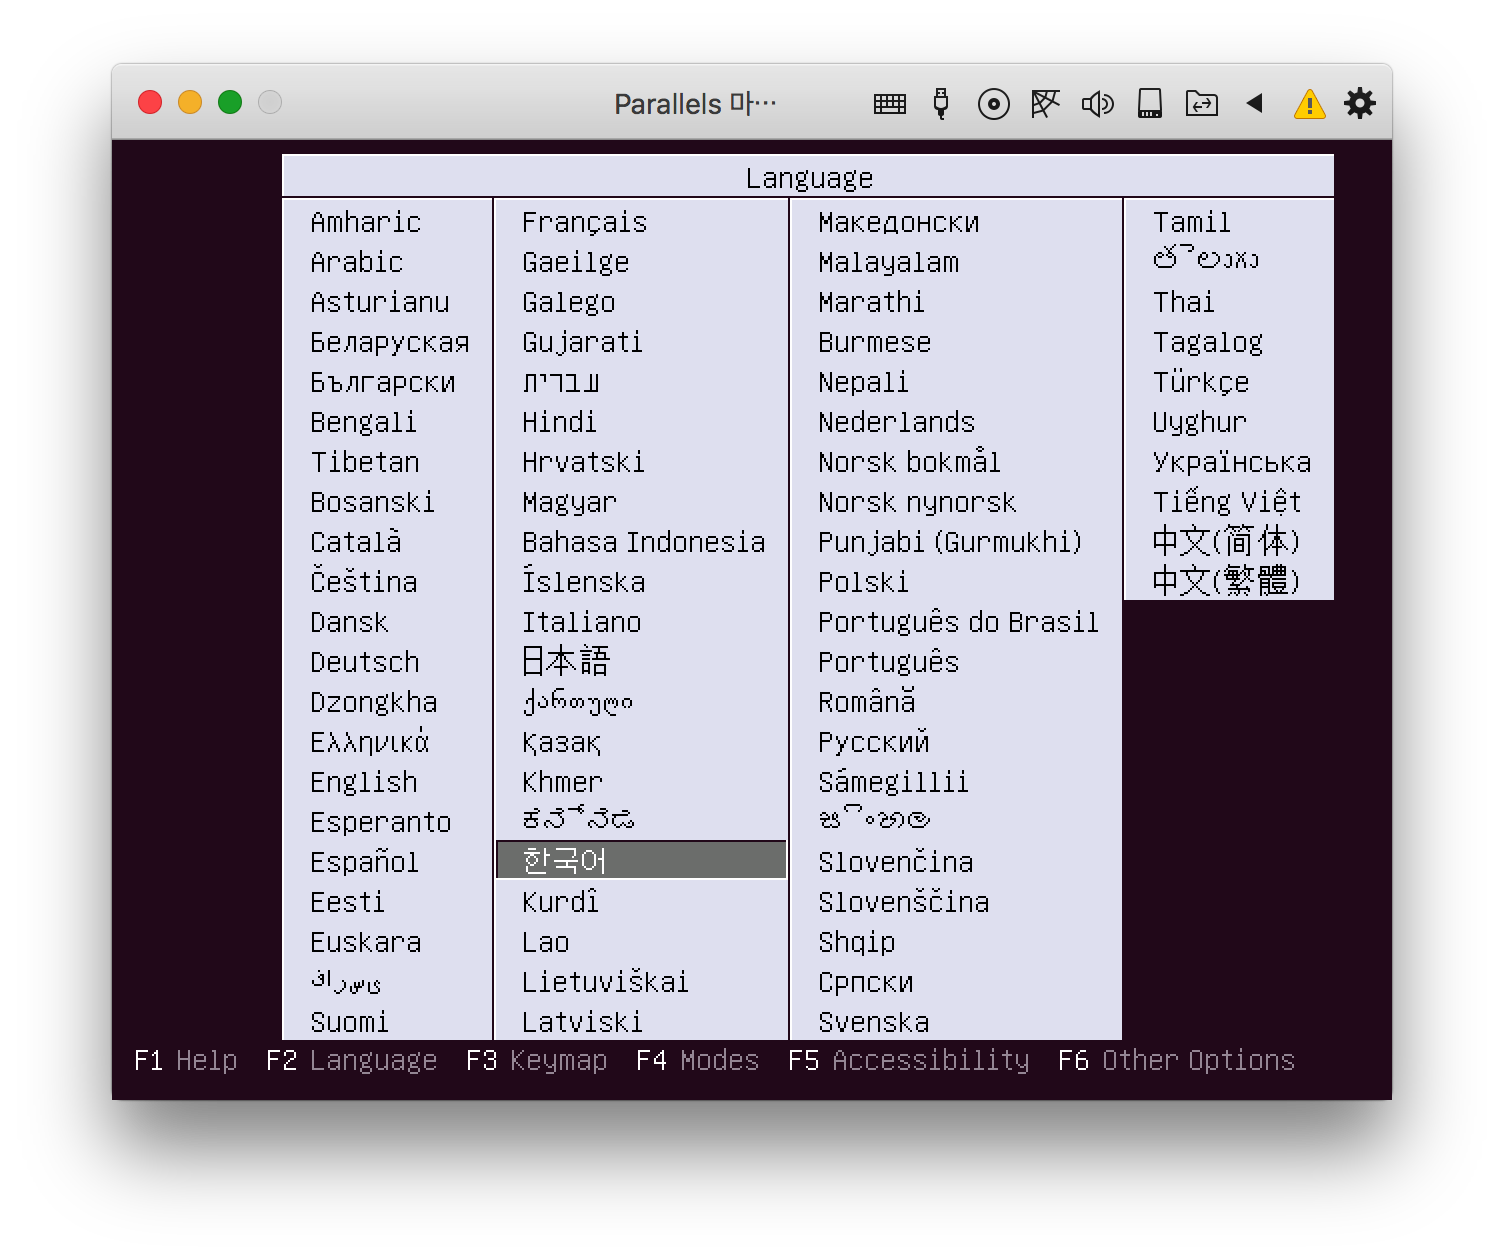 Parallels 마…
Language
Amharic
Arabic
Asturianu
Беларуская
Български
Bengali
Tibetan
Bosanski
Català
Čeština
Dansk
Deutsch
Dzongkha
Ελληνικά
English
Esperanto
Español
Eesti
Euskara
فارسی
Suomi
Français
Gaeilge
Galego
Gujarati
עברית
Hindi
Hrvatski
Magyar
Bahasa Indonesia
Íslenska
Italiano
日本語
ქართული
Қазақ
Khmer
ಕನ್ನಡ
한국어
Kurdî
Lao
Lietuviškai
Latviski
Македонски
Malayalam
Marathi
Burmese
Nepali
Nederlands
Norsk bokmål
Norsk nynorsk
Punjabi (Gurmukhi)
Polski
Português do Brasil
Português
Română
Русский
Sámegillii
සිංහල
Slovenčina
Slovenščina
Shqip
Српски
Svenska
Tamil
తెలుగు
Thai
Tagalog
Türkçe
Uyghur
Українська
Tiếng Việt
中文(简体)
中文(繁體)
F1 Help F2 Language F3 Keymap F4 Modes F5 Accessibility F6 Other Options